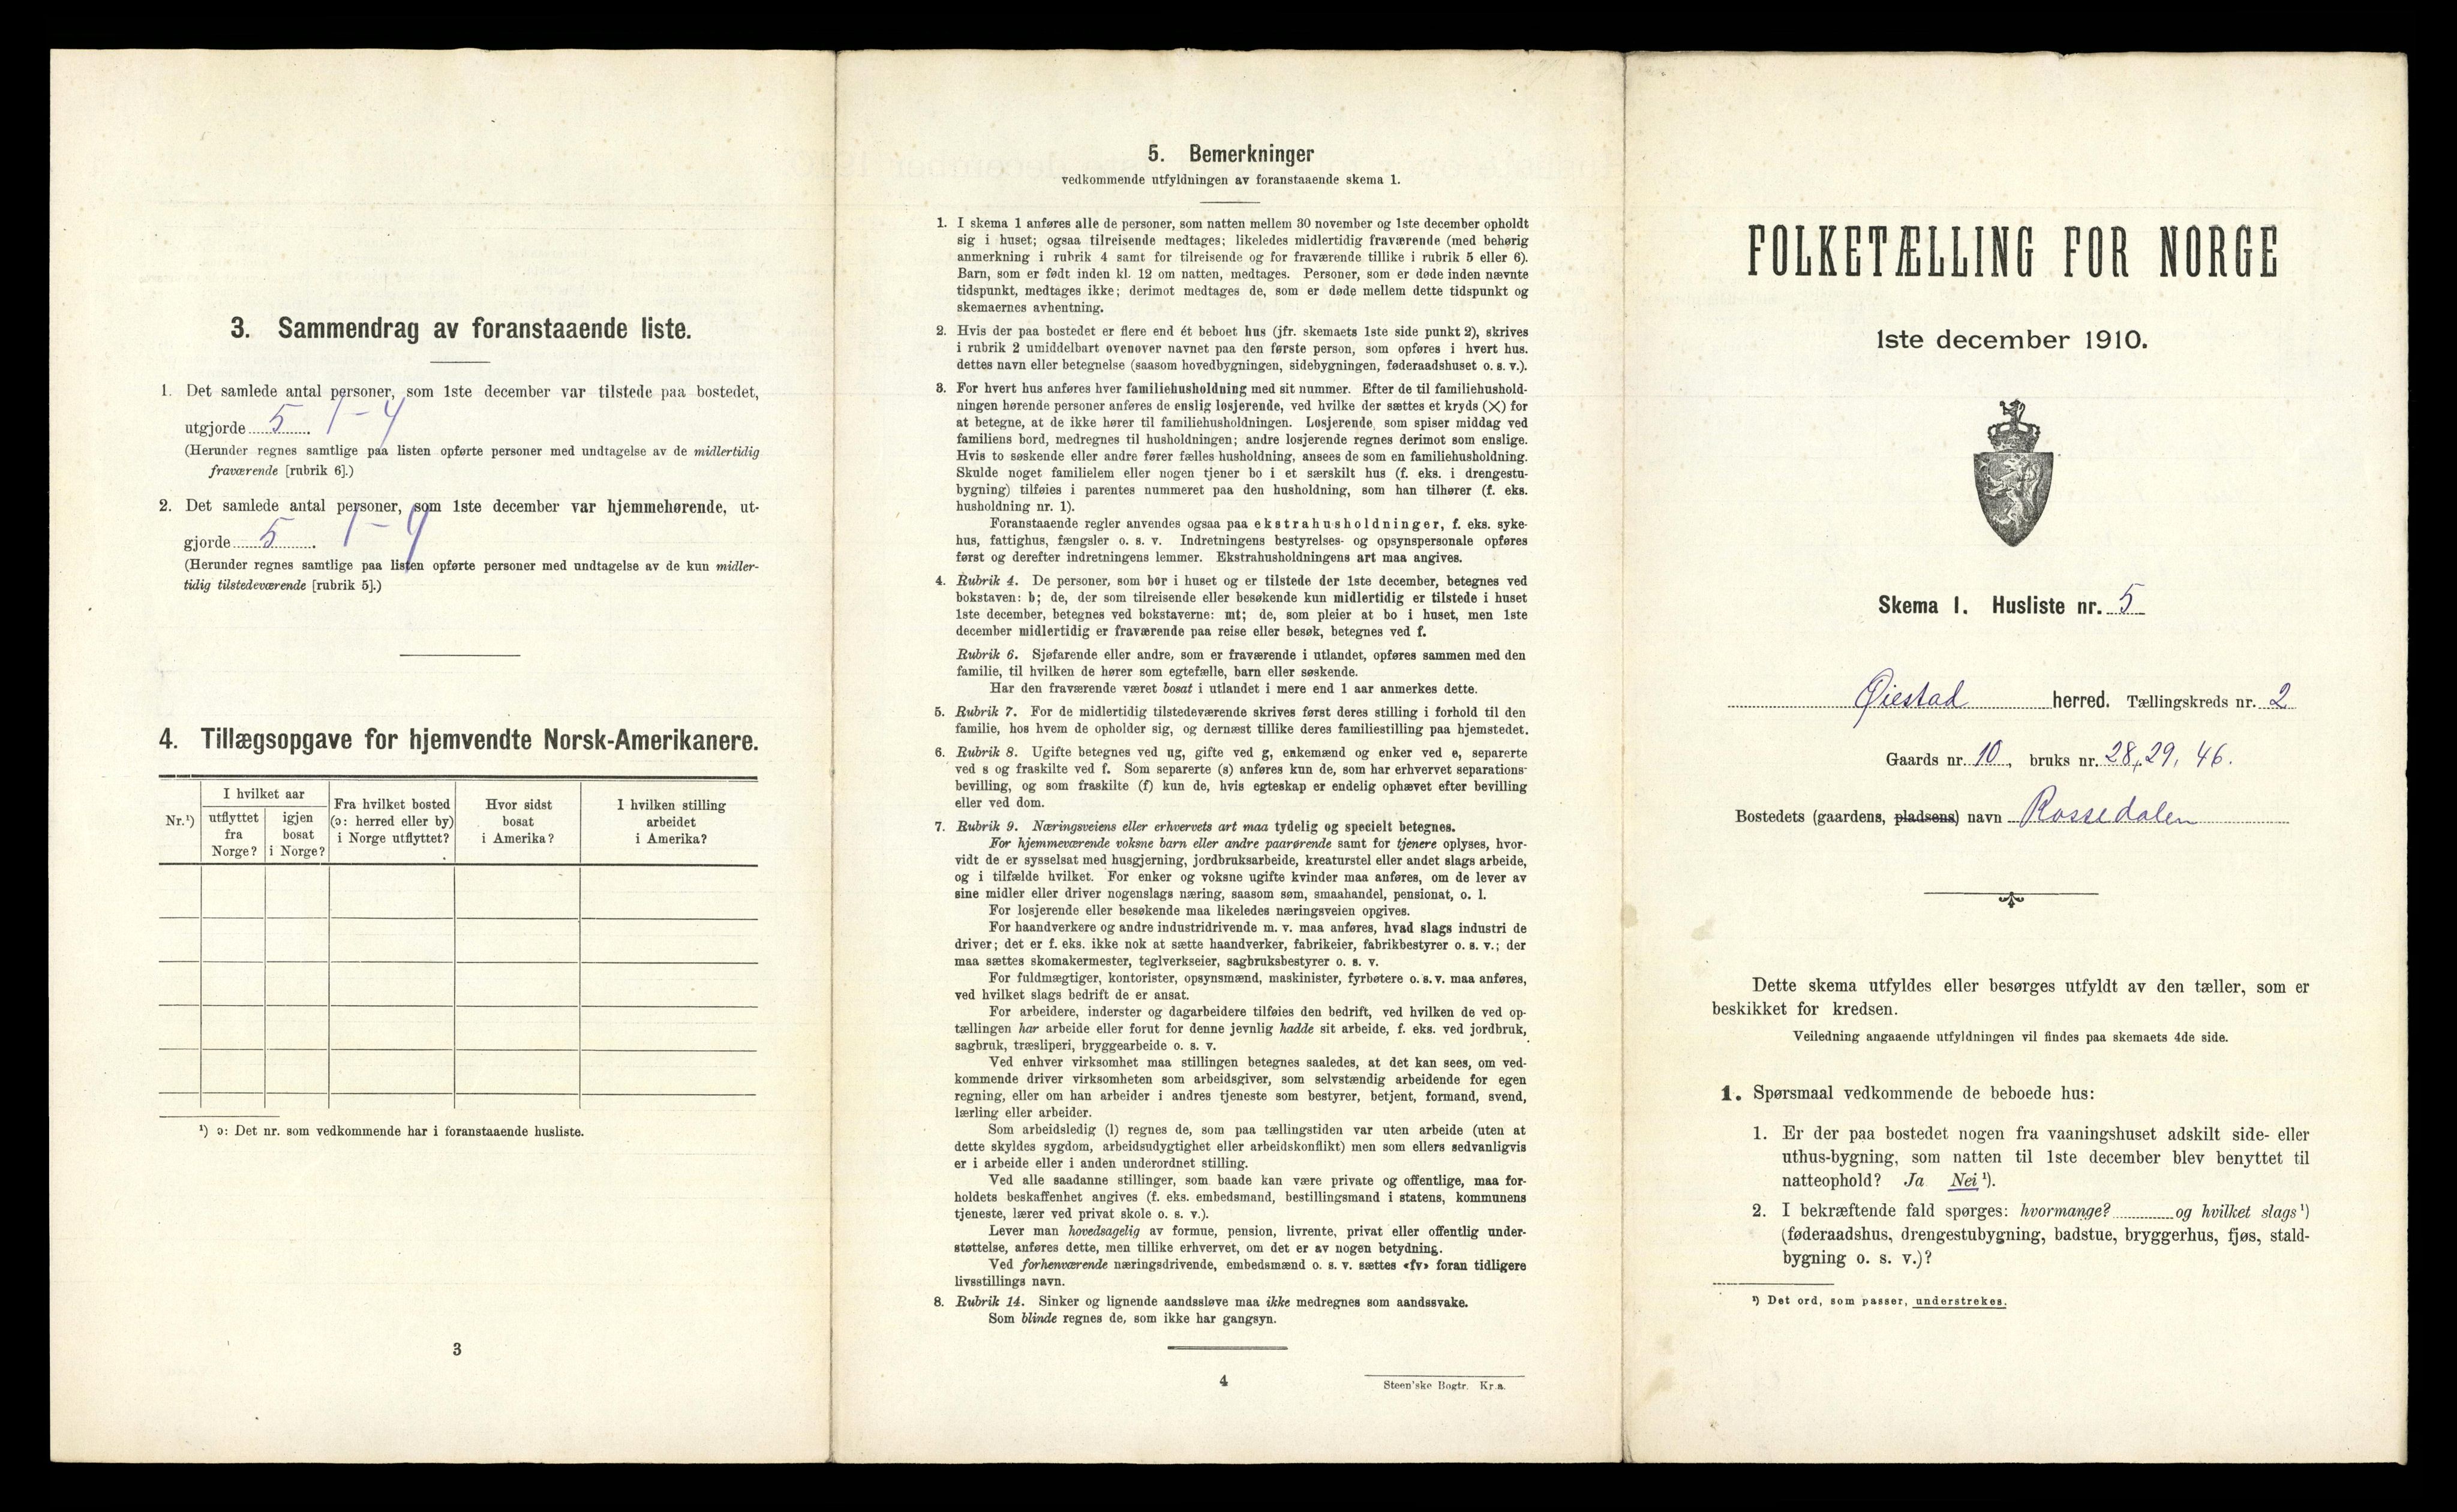 3. Sammendrag av foranstaaende liste.
1. Det samlede antal personer, som 1ste december var tilstede paa bostedet,
utgjorde 5. 1-4
(Herunder regnes samtlige paa listen opførte personer med undtagelse av de midlertidig
fraværende [rubrik 6].)
2. Det samlede antal personer, som 1ste december var hjemmehørende, ut-
gjorde 5. 1-4
(Herunder regnes samtlige paa listen opførte personer med undtagelse av de kun midler-
tidig tilstedeværende [rubrik 5].)
4. Tillægsopgave for hjemvendte Norsk-Amerikanere.
Nr.¹)
I hvilket aar
utflyttet
fra
Norge?
igjen
bosat
i Norge?
Fra hvilket bosted
(ɔ: herred eller by)
i Norge utflyttet?
Hvor sidst
bosat
i Amerika?
I hvilken stilling
arbeidet
i Amerika?
¹) ɔ: Det nr. som vedkommende har i foranstaaende husliste.
3
5. Bemerkninger
vedkommende utfyldningen av foranstaaende skema 1.
1. I skema 1 anføres alle de personer, som natten mellem 30 november og 1ste december opholdt
sig i huset; ogsaa tilreisende medtages; likeledes midlertidig fraværende (med behørig
anmerkning i rubrik 4 samt for tilreisende og for fraværende tillike i rubrik 5 eller 6).
Barn, som er født inden kl. 12 om natten, medtages. Personer, som er døde inden nævnte
tidspunkt, medtages ikke; derimot medtages de, som er døde mellem dette tidspunkt og
skemaernes avhentning.
2. Hvis der paa bostedet er flere end ét beboet hus (jfr. skemaets 1ste side punkt 2), skrives
i rubrik 2 umiddelbart ovenover navnet paa den første person, som opføres i hvert hus.
dettes navn eller betegnelse (saasom hovedbygningen, sidebygningen, føderaadshuset o. s. v.).
3. For hvert hus anføres hver familiehusholdning med sit nummer. Efter de til familiehushold-
ningen hørende personer anføres de enslig losjerende, ved hvilke der sættes et kryds (×) for
at betegne, at de ikke hører til familiehusholdningen. Losjerende, som spiser middag ved
familiens bord, medregnes til husholdningen; andre losjerende regnes derimot som enslige.
Hvis to søskende eller andre fører fælles husholdning, ansees de som en familiehusholdning.
Skulde noget familielem eller nogen tjener bo i et særskilt hus (f. eks. i drengestu-
bygning) tilføies i parentes nummeret paa den husholdning, som han tilhører (f. eks.
husholdning nr. 1).
Foranstaaende regler anvendes ogsaa paa ekstrahusholdninger, f. eks. syke-
hus, fattighus, fængsler o. s. v. Indretningens bestyrelses- og opsynspersonale opføres
først og derefter indretningens lemmer. Ekstrahusholdningens art maa angives.
4. Rubrik 4. De personer, som bor i huset og er tilstede der 1ste december, betegnes ved
bokstaven: b; de, der som tilreisende eller besøkende kun midlertidig er tilstede i huset
1ste december, betegnes ved bokstaverne: mt; de, som pleier at bo i huset, men 1ste
december midlertidig er fraværende paa reise eller besøk, betegnes ved f.
Rubrik 6. Sjøfarende eller andre, som er fraværende i utlandet, opføres sammen med den
familie, til hvilken de hører som egtefælle, barn eller søskende.
Har den fraværende været bosat i utlandet i mere end 1 aar anmerkes dette.
5. Rubrik 7. For de midlertidig tilstedeværende skrives først deres stilling i forhold til den
familie, hos hvem de opholder sig, og dernæst tillike deres familiestilling paa hjemstedet.
6. Rubrik 8. Ugifte betegnes ved ug, gifte ved g, enkemænd og enker ved e, separerte
ved s og fraskilte ved f. Som separerte (s) anføres kun de, som har erhvervet separations-
bevilling, og som fraskilte (f) kun de, hvis egteskap er endelig ophævet efter bevilling
eller ved dom.
7. Rubrik 9. Næringsveiens eller erhvervets art maa tydelig og specielt betegnes.
For hjemmeværende voksne barn eller andre paarørende samt for tjenere oplyses, hvor-
vidt de er sysselsat med husgjerning, jordbruksarbeide, kreaturstel eller andet slags arbeide,
og i tilfælde hvilket. For enker og voksne ugifte kvinder maa anføres, om de lever av
sine midler eller driver nogenslags næring, saasom søm, smaahandel, pensionat, o. l.
For losjerende eller besøkende maa likeledes næringsveien opgives.
For haandverkere og andre industridrivende m. v. maa anføres, hvad slags industri de
driver; det er f. eks. ikke nok at sætte haandverker, fabrikeier, fabrikbestyrer o. s. v.; der
maa sættes skomakermester, teglverkseier, sagbruksbestyrer o. s. v.
For fuldmægtiger, kontorister, opsynsmænd, maskinister, fyrbøtere o. s. v. maa anføres,
ved hvilket slags bedrift de er ansat.
For arbeidere, inderster og dagarbeidere tilføies den bedrift, ved hvilken de ved op-
tællingen har arbeide eller forut for denne jevnlig hadde sit arbeide, f. eks. ved jordbruk,
sagbruk, træsliperi, bryggearbeide o. s. v.
Ved enhver virksomhet maa stillingen betegnes saaledes, at det kan sees, om ved-
kommende driver virksomheten som arbeidsgiver, som selvstændig arbeidende for egen
regning, eller om han arbeider i andres tjeneste som bestyrer, betjent, formand, svend,
lærling eller arbeider.
Som arbeidsledig (l) regnes de, som paa tællingstiden var uten arbeide (uten at
dette skyldes sygdom, arbeidsudygtighet eller arbeidskonflikt) men som ellers sedvanligvis
er i arbeide eller i anden underordnet stilling.
Ved alle saadanne stillinger, som baade kan være private og offentlige, maa for-
holdets beskaffenhet angives (f. eks. embedsmand, bestillingsmand i statens, kommunens
tjeneste, lærer ved privat skole o. s. v.).
Lever man hovedsagelig av formue, pension, livrente, privat eller offentlig under-
støttelse, anføres dette, men tillike erhvervet, om det er av nogen betydning.
Ved forhenværende næringsdrivende, embedsmænd o. s. v. sættes «fv» foran tidligere
livsstillings navn.
8. Rubrik 14. Sinker og lignende aandssløve maa ikke medregnes som aandssvake.
Som blinde regnes de, som ikke har gangsyn.
4
Steen'ske Bogtr. Kr.a.
FOLKETÆLLING FOR NORGE
1ste december 1910.
Skema 1. Husliste nr. 5
Øiestad herred. Tællingskreds nr. 2
Gaards nr. 10, bruks nr. 28, 29, 46.
Bostedets (gaardens, pladsens) navn Rossedalen
Dette skema utfyldes eller besørges utfyldt av den tæller, som er
beskikket for kredsen.
Veiledning angaaende utfyldningen vil findes paa skemaets 4de side.
1. Spørsmaal vedkommende de beboede hus:
1. Er der paa bostedet nogen fra vaaningshuset adskilt side- eller
uthus-bygning, som natten til 1ste december blev benyttet til
natteophold? Ja Nei¹).
2. I bekræftende fald spørges: hvormange? og hvilket slags¹)
(føderaadshus, drengestubygning, badstue, bryggerhus, fjøs, stald-
bygning o. s. v.)?
¹) Det ord, som passer, understrekes.